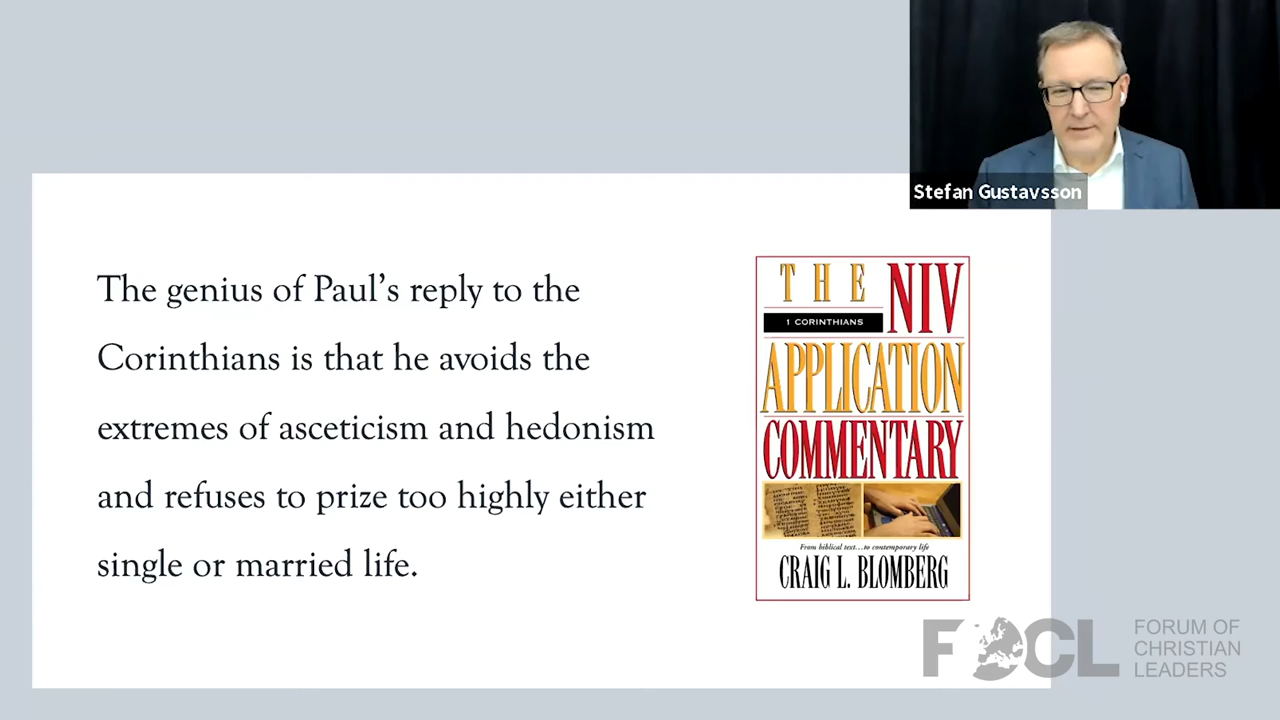 Stefan Gustavsson
The genius of Paul’s reply to the
Corinthians is that he avoids the
extremes of asceticism and hedonism
and refuses to prize too highly either
single or married life.
THE NIV
1 CORINTHIANS
APPLICATION
COMMENTARY
From biblical text...to contemporary life
CRAIG L. BLOMBERG
FOCL
FORUM OF
CHRISTIAN
LEADERS